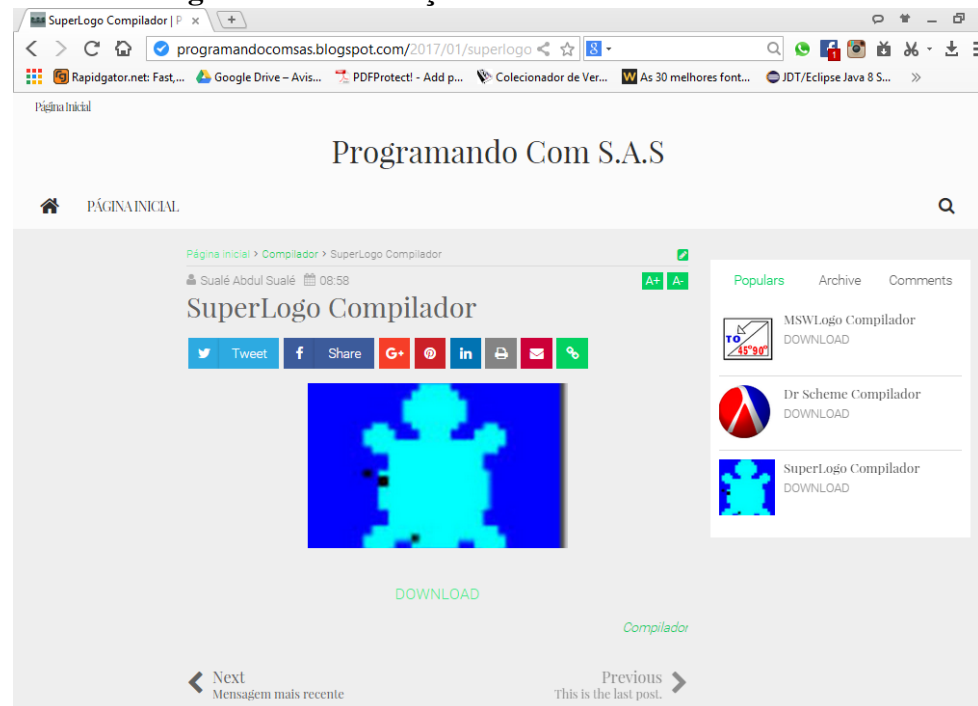 SuperLogo Compilador | P
programandocomsas.blogspot.com/2017/01/superlogo
Rapidgator.net: Fast,... Google Drive – Avis... PDFProtect! - Add p... Colecionador de Ver... As 30 melhores font... JDT/Eclipse Java 8 S...
Página Inicial
Programando Com S.A.S
PÁGINA INICIAL
Página inicial > Compilador > SuperLogo Compilador
Sualé Abdul Sualé 08:58
A+ A-
SuperLogo Compilador
Tweet Share G+ in
DOWNLOAD
Compilador
Next
Mensagem mais recente
Previous
This is the last post.
Populars Archive Comments
TO
45°90°
MSWLogo Compilador
DOWNLOAD
Dr Scheme Compilador
DOWNLOAD
SuperLogo Compilador
DOWNLOAD